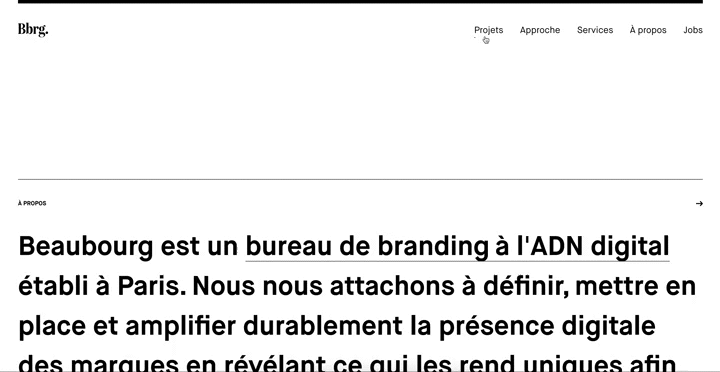 Bbrg.
Projets Approche Services À propos Jobs
À PROPOS
Beaubourg est un bureau de branding à l'ADN digital
établi à Paris. Nous nous attachons à définir, mettre en
place et amplifier durablement la présence digitale
des marques en révélant ce qui les rend uniques afin